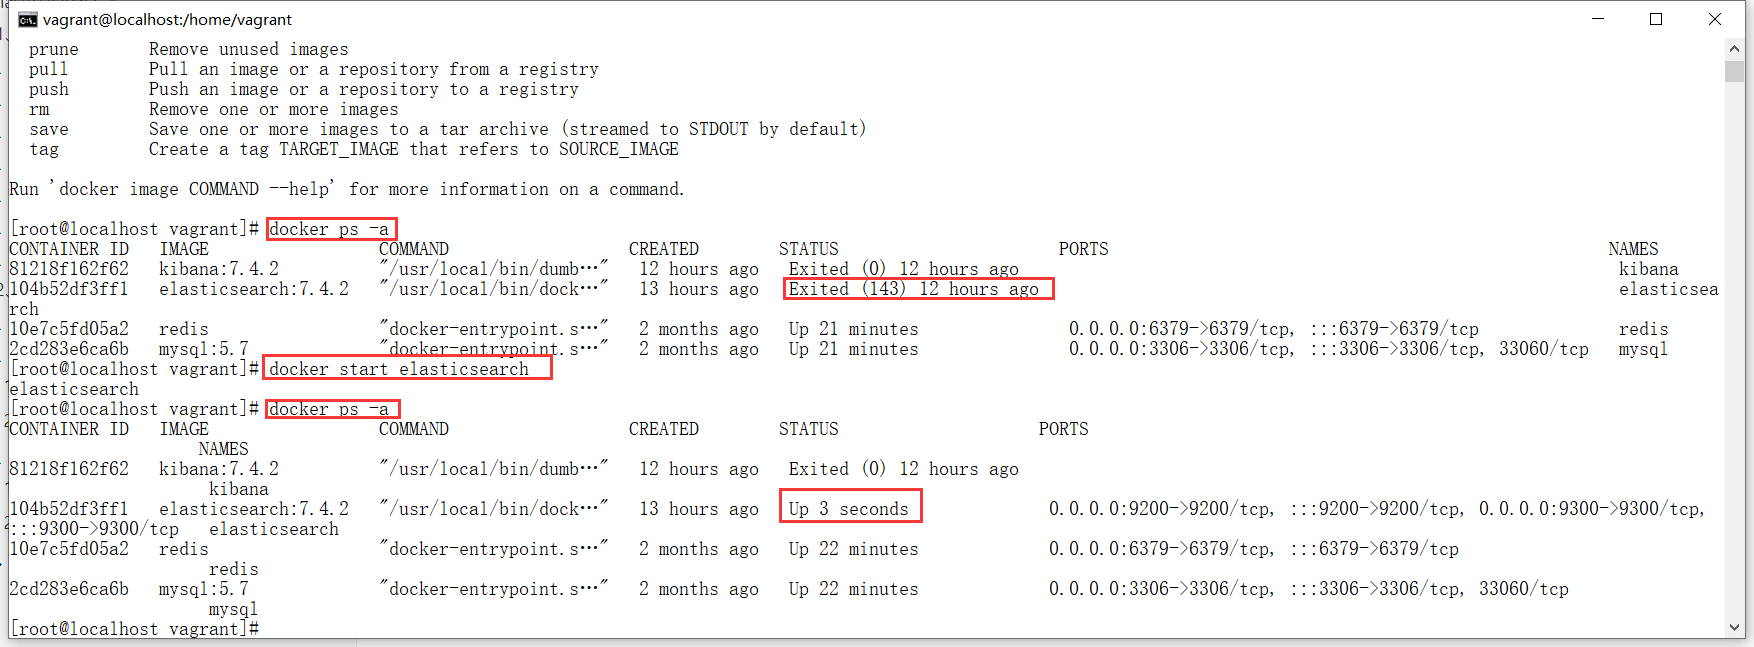 vagrant@localhost:/home/vagrant
prune       Remove unused images
pull        Pull an image or a repository from a registry
push        Push an image or a repository to a registry
rm          Remove one or more images
save        Save one or more images to a tar archive (streamed to STDOUT by default)
tag         Create a tag TARGET_IMAGE that refers to SOURCE_IMAGE
Run 'docker image COMMAND --help' for more information on a command.
[root@localhost vagrant]# docker ps -a
CONTAINER ID   IMAGE                 COMMAND                  CREATED        STATUS                      PORTS                                                  NAMES
81218f162f62   kibana:7.4.2          "/usr/local/bin/dumb…"   12 hours ago   Exited (0) 12 hours ago                                                            kibana
104b52df3ff1   elasticsearch:7.4.2   "/usr/local/bin/dock…"   13 hours ago   Exited (143) 12 hours ago                                                          elasticsea
rch
10e7c5fd05a2   redis                 "docker-entrypoint.s…"   2 months ago   Up 21 minutes               0.0.0.0:6379->6379/tcp, :::6379->6379/tcp              redis
2cd283e6ca6b   mysql:5.7             "docker-entrypoint.s…"   2 months ago   Up 21 minutes               0.0.0.0:3306->3306/tcp, :::3306->3306/tcp, 33060/tcp   mysql
[root@localhost vagrant]# docker start elasticsearch
elasticsearch
[root@localhost vagrant]# docker ps -a
CONTAINER ID   IMAGE                 COMMAND                  CREATED        STATUS                    PORTS
NAMES
81218f162f62   kibana:7.4.2          "/usr/local/bin/dumb…"   12 hours ago   Exited (0) 12 hours ago
kibana
104b52df3ff1   elasticsearch:7.4.2   "/usr/local/bin/dock…"   13 hours ago   Up 3 seconds              0.0.0.0:9200->9200/tcp, :::9200->9200/tcp, 0.0.0.0:9300->9300/tcp,
:::9300->9300/tcp   elasticsearch
10e7c5fd05a2   redis                 "docker-entrypoint.s…"   2 months ago   Up 22 minutes             0.0.0.0:6379->6379/tcp, :::6379->6379/tcp
redis
2cd283e6ca6b   mysql:5.7             "docker-entrypoint.s…"   2 months ago   Up 22 minutes             0.0.0.0:3306->3306/tcp, :::3306->3306/tcp, 33060/tcp
mysql
[root@localhost vagrant]#